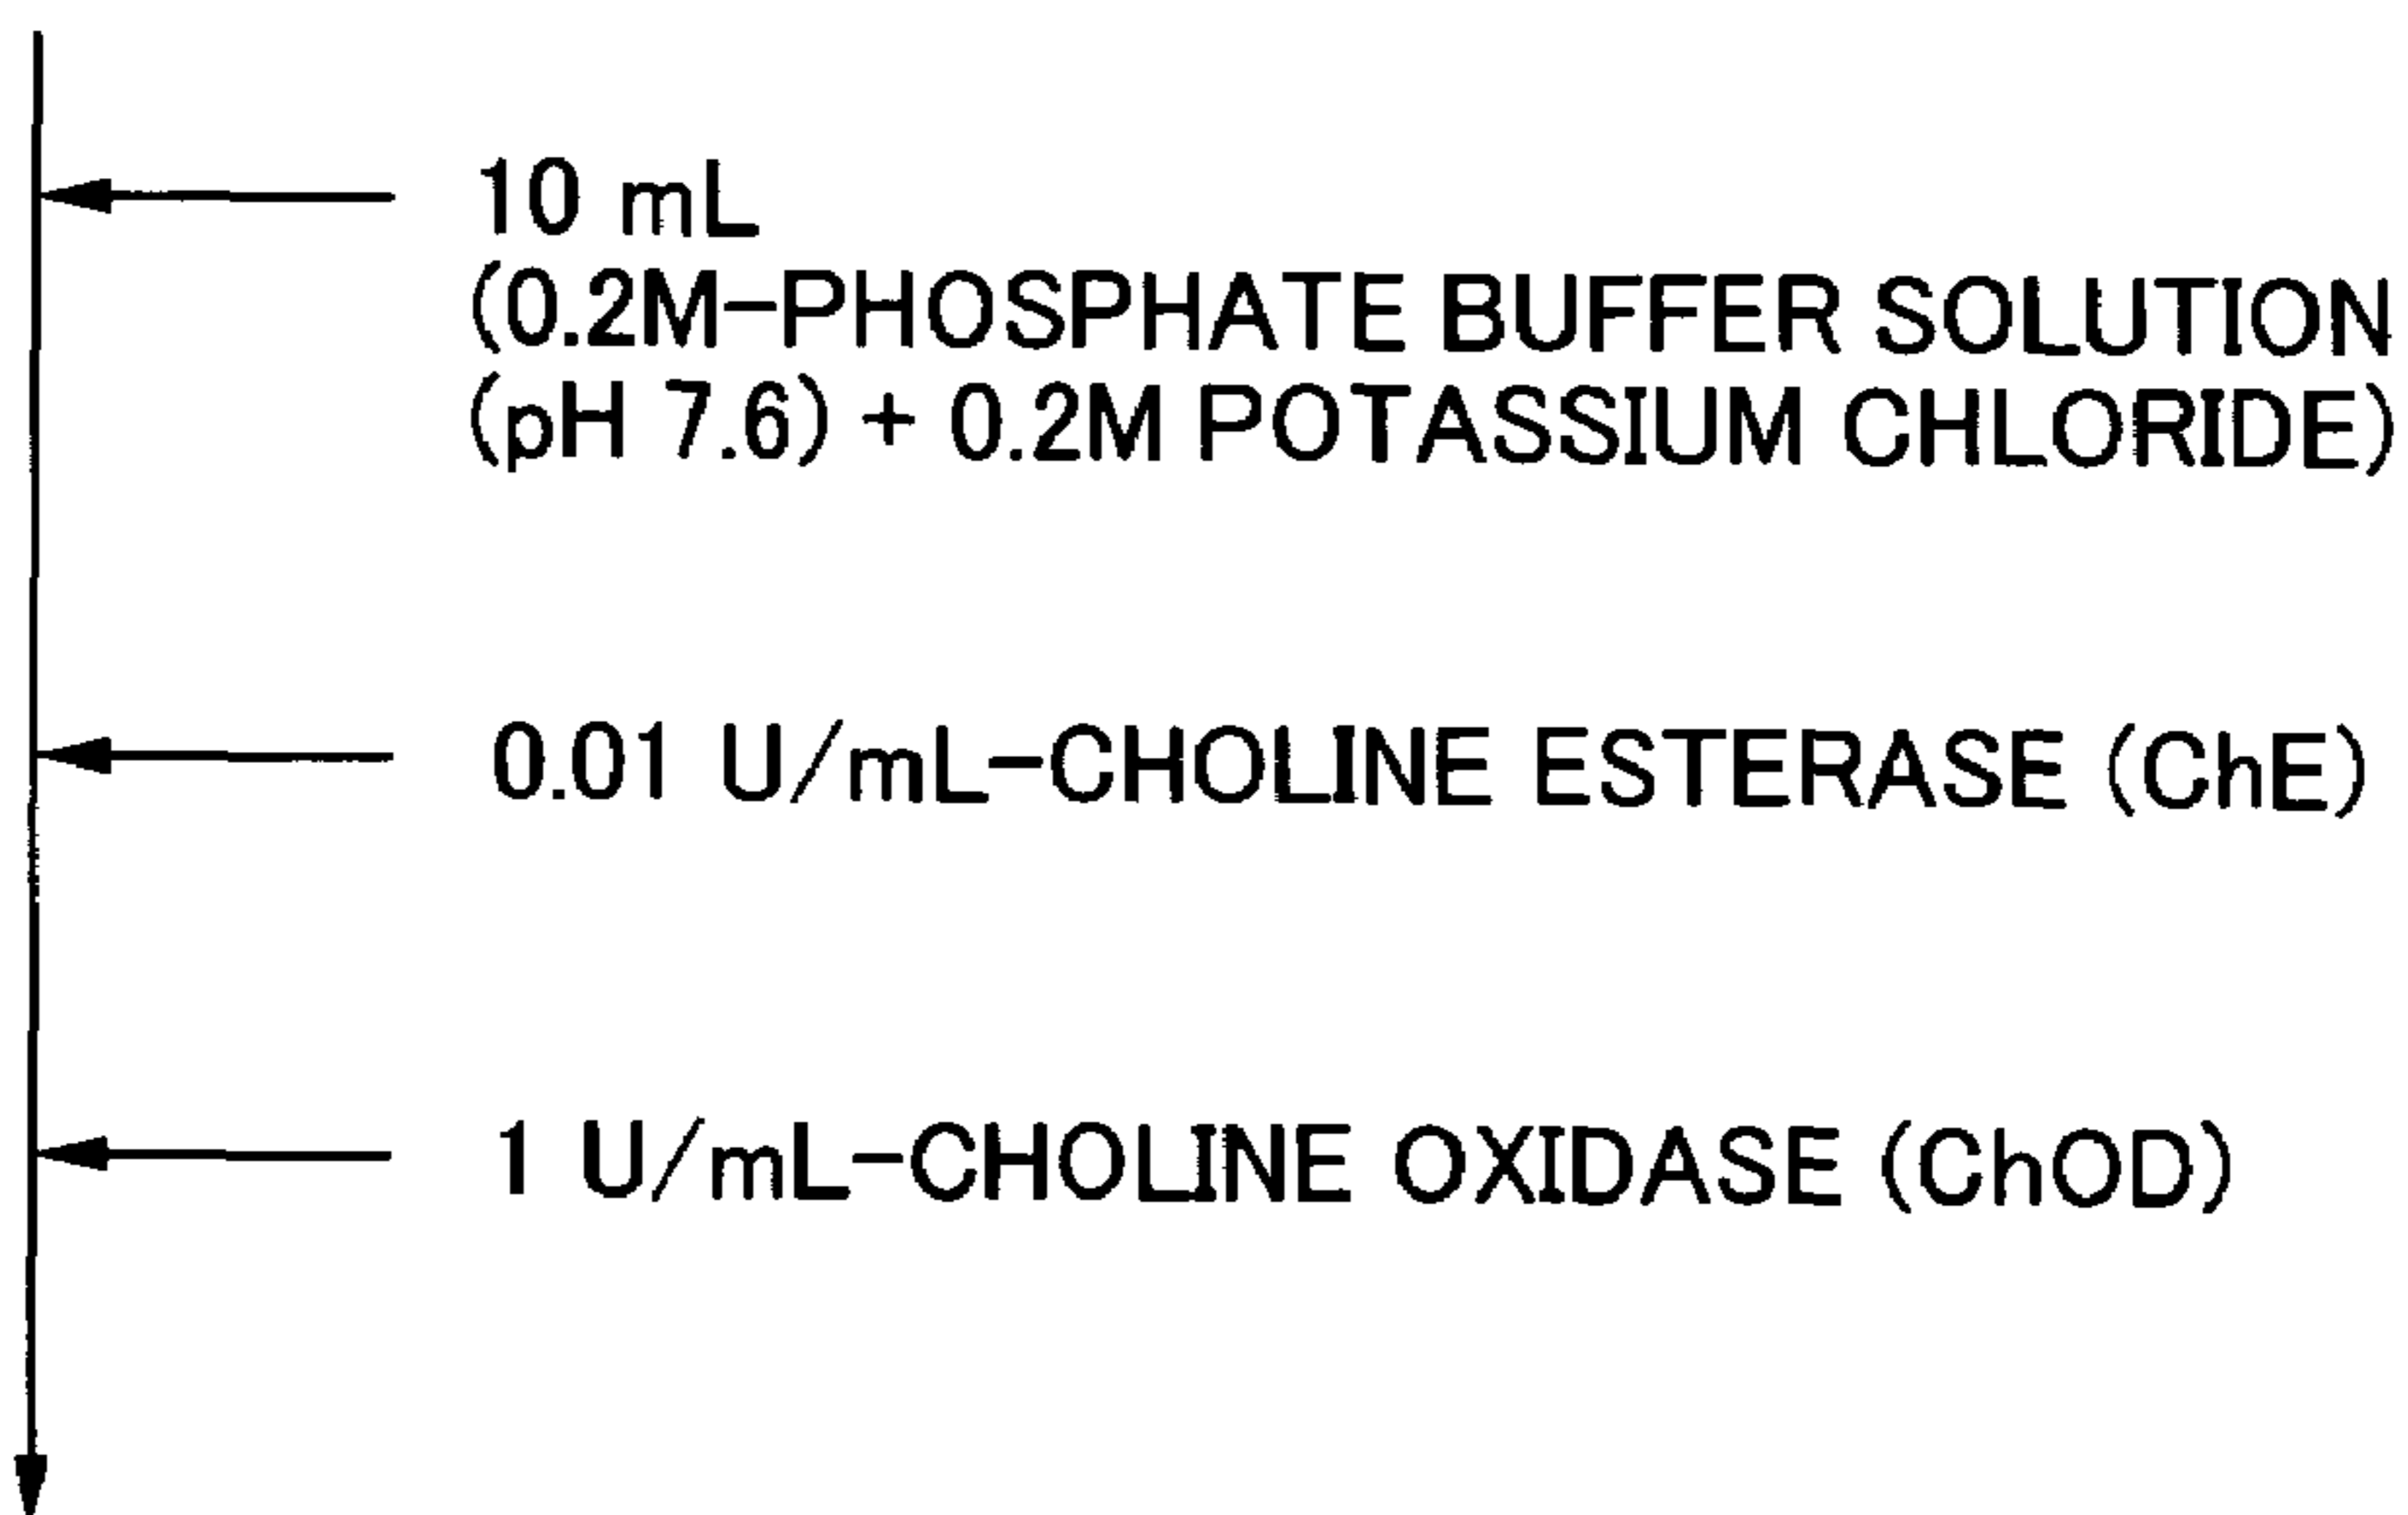 10 mL
(0.2M-PHOSPHATE BUFFER SOLUTION
(pH 7.6) + 0.2M POTASSIUM CHLORIDE)
0.01 U/mL-CHOLINE ESTERASE (ChE)
1 U/mL-CHOLINE OXIDASE (ChOD)